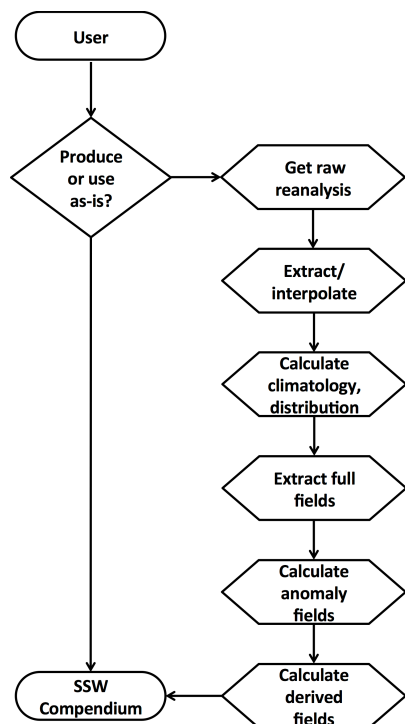 User
Produce
or use
as-is?
Get raw
reanalysis
Extract/
interpolate
Calculate
climatology,
distribution
Extract full
fields
Calculate
anomaly
fields
Calculate
derived
fields
SSW
Compendium